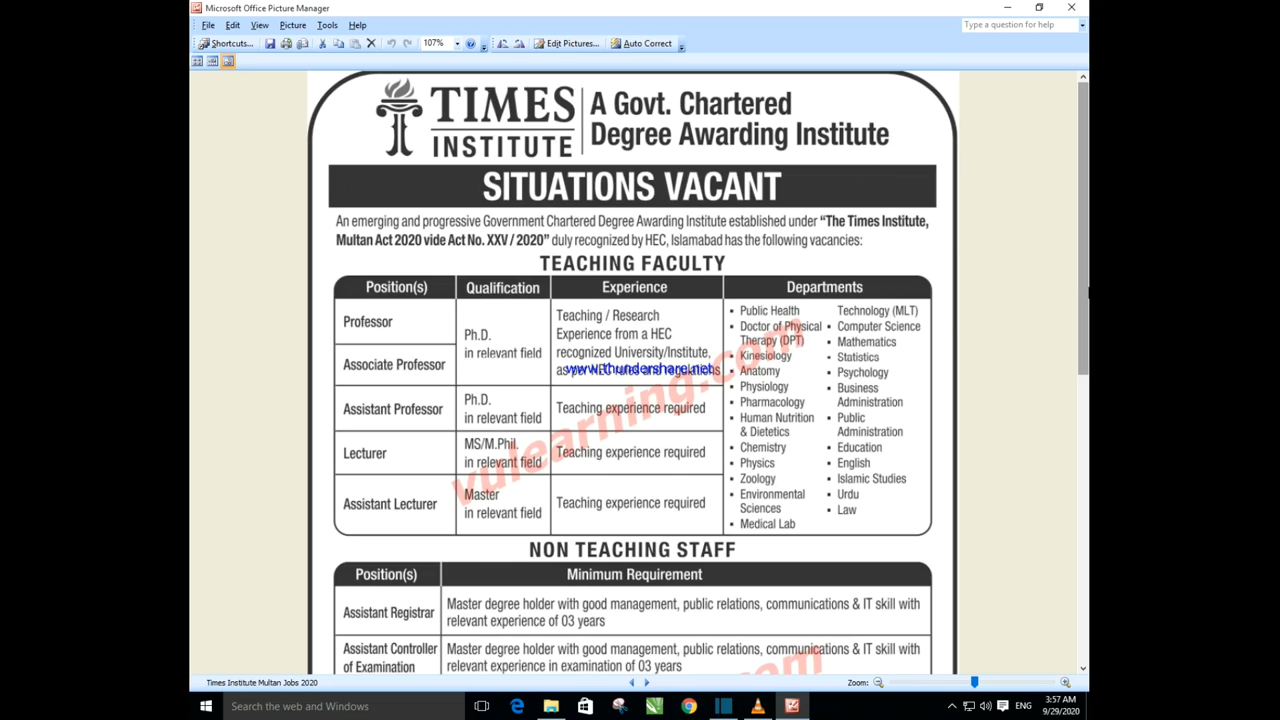 Microsoft Office Picture Manager
File Edit View Picture Tools Help
Type a question for help
Shortcuts...
107%
Edit Pictures...
Auto Correct
TIMES
INSTITUTE
A Govt. Chartered
Degree Awarding Institute
SITUATIONS VACANT
An emerging and progressive Government Chartered Degree Awarding Institute established under “The Times Institute,
Multan Act 2020 vide Act No. XXV / 2020” duly recognized by HEC, Islamabad has the following vacancies:
TEACHING FACULTY
Position(s) Qualification Experience Departments
Professor
Associate Professor
Ph.D.
in relevant field
Teaching / Research
Experience from a HEC
recognized University/Institute,
as per HEC rules and regulations
www.thundershare.net
Assistant Professor
Ph.D.
in relevant field
Teaching experience required
Lecturer
MS/M.Phil.
in relevant field
Teaching experience required
Assistant Lecturer
Master
in relevant field
Teaching experience required
• Public Health
• Doctor of Physical
Therapy (DPT)
• Kinesiology
• Anatomy
• Physiology
• Pharmacology
• Human Nutrition
& Dietetics
• Chemistry
• Physics
• Zoology
• Environmental
Sciences
• Medical Lab
Technology (MLT)
• Computer Science
• Mathematics
• Statistics
• Psychology
• Business
Administration
• Public
Administration
• Education
• English
• Islamic Studies
• Urdu
• Law
vulearning.com
NON TEACHING STAFF
Position(s) Minimum Requirement
Assistant Registrar
Master degree holder with good management, public relations, communications & IT skill with
relevant experience of 03 years
Assistant Controller
of Examination
Master degree holder with good management, public relations, communications & IT skill with
relevant experience in examination of 03 years
.com
Times Institute Multan Jobs 2020
Zoom:
Search the web and Windows
ENG
3:57 AM
9/29/2020